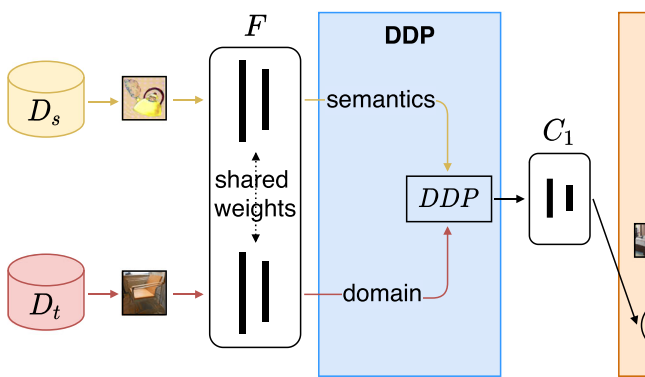 F
DDP
D_s
semantics
C_1
shared
weights
DDP
D_t
domain